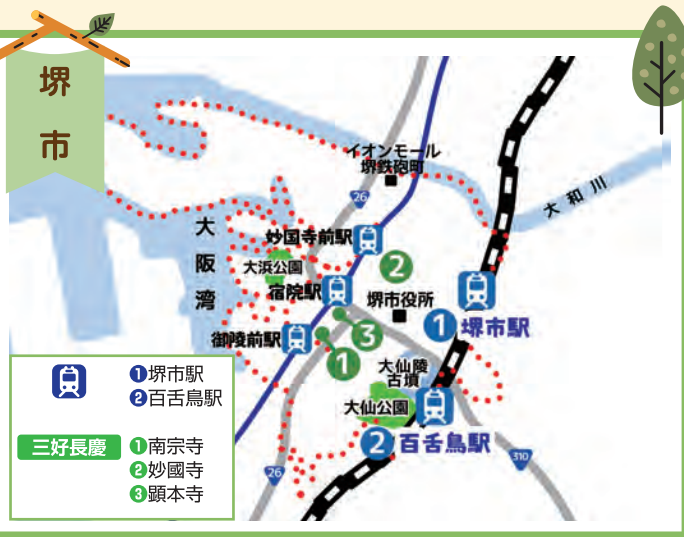 堺市
イオンモール
堺鉄砲町
26
大和川
大阪湾
妙国寺前駅
大浜公園
2
宿院駅
堺市役所
1 堺市駅
3
御陵前駅
1
大仙陵
古墳
大仙公園
2 百舌鳥駅
26
310
1堺市駅
2百舌鳥駅
三好長慶
1南宗寺
2妙國寺
3顕本寺